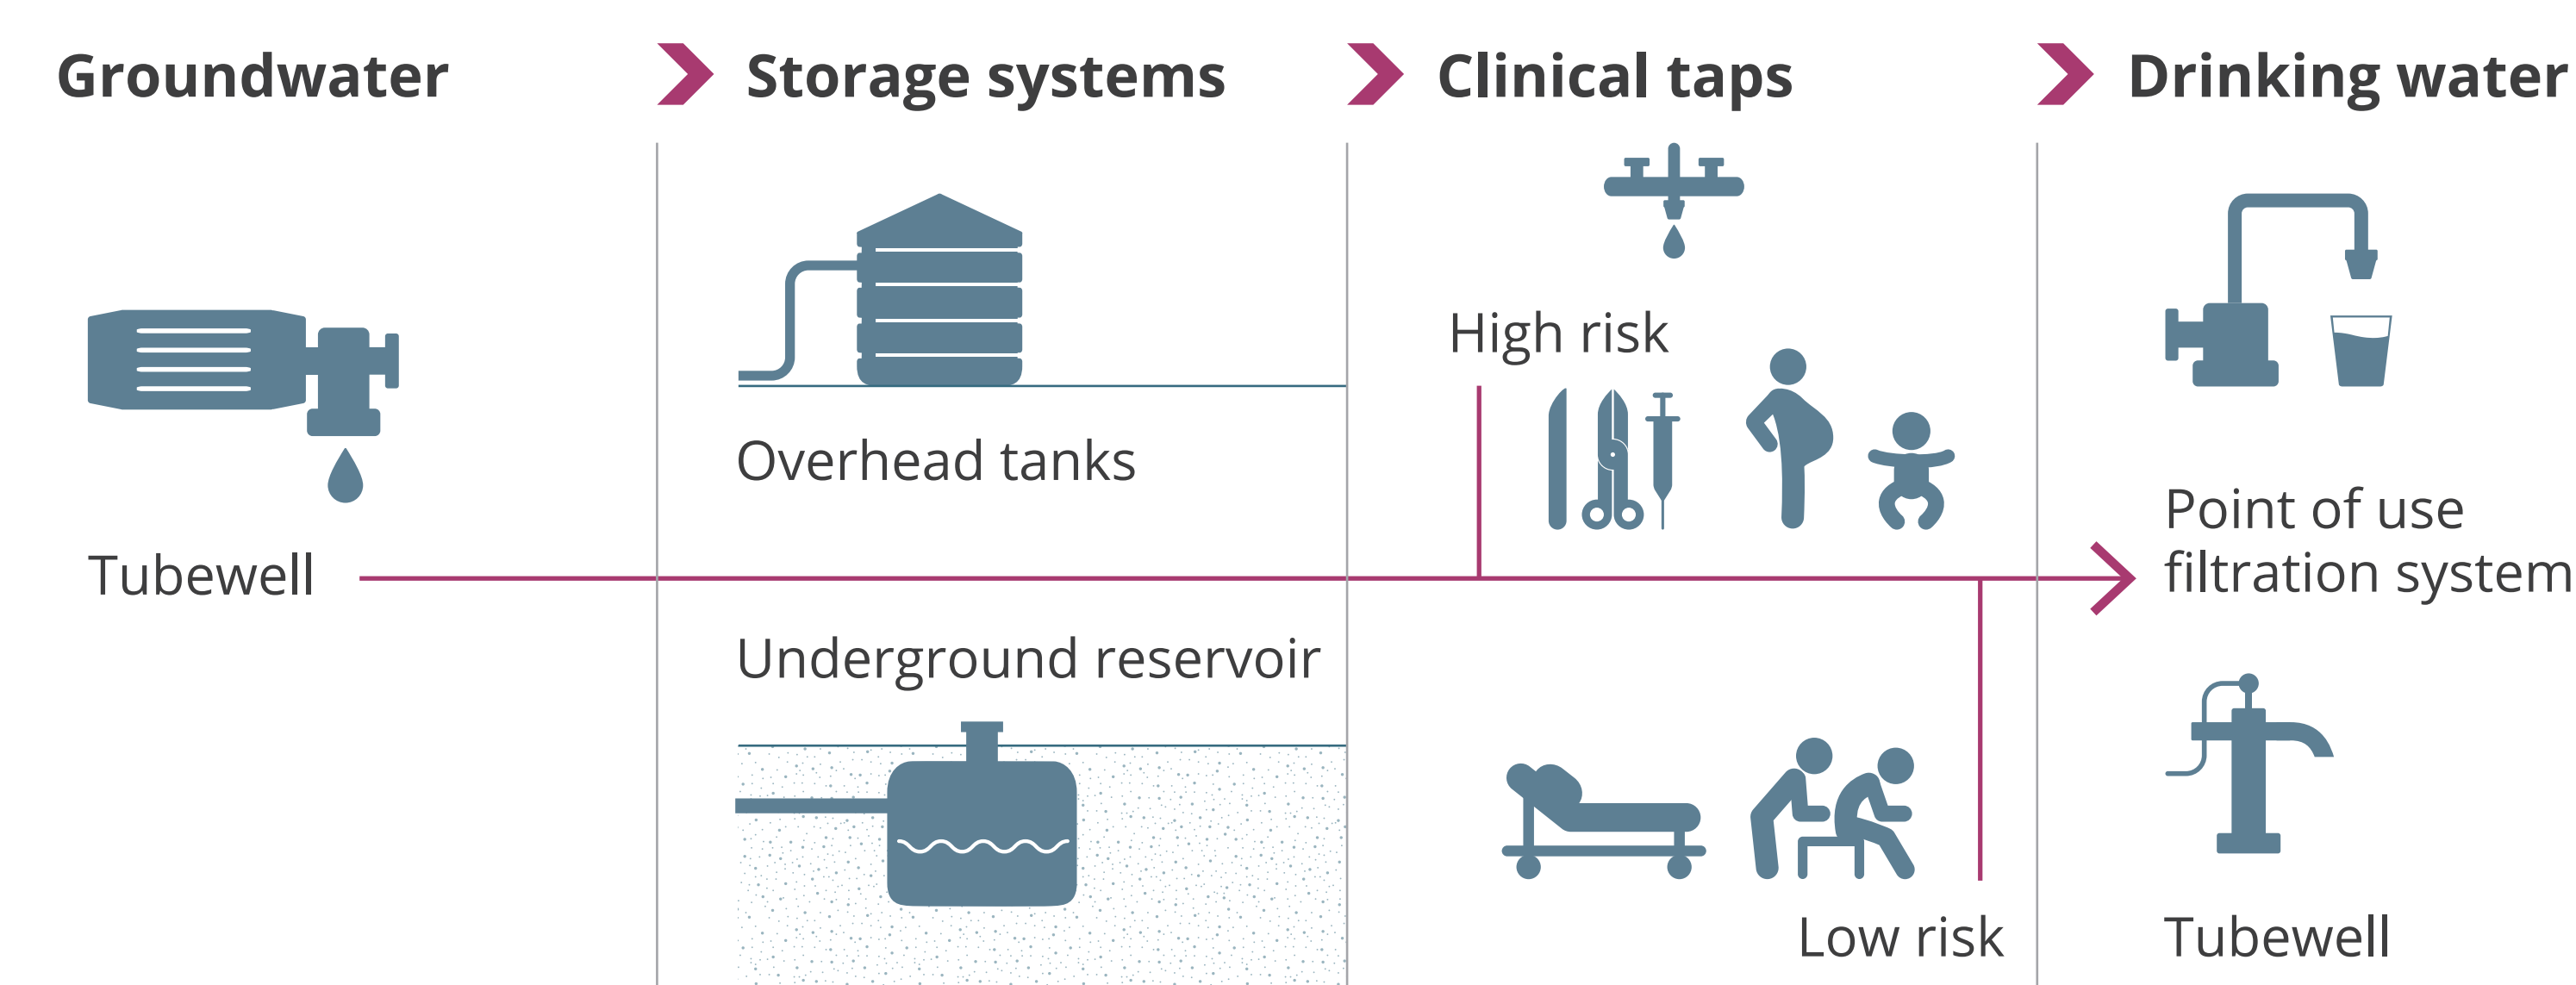 Groundwater
Storage systems
Clinical taps
Drinking water
Tubewell
Overhead tanks
Underground reservoir
High risk
Low risk
Point of use
filtration system
Tubewell